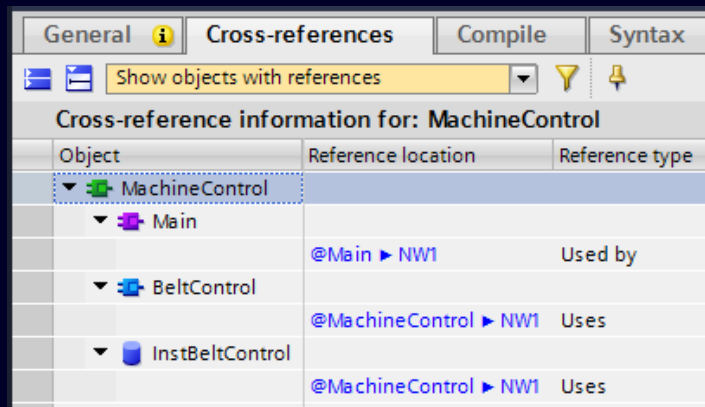 General Cross-references Compile Syntax
Show objects with references
Cross-reference information for: MachineControl
Object Reference location Reference type
MachineControl
Main
@Main ▶ NW1 Used by
BeltControl
@MachineControl ▶ NW1 Uses
InstBeltControl
@MachineControl ▶ NW1 Uses